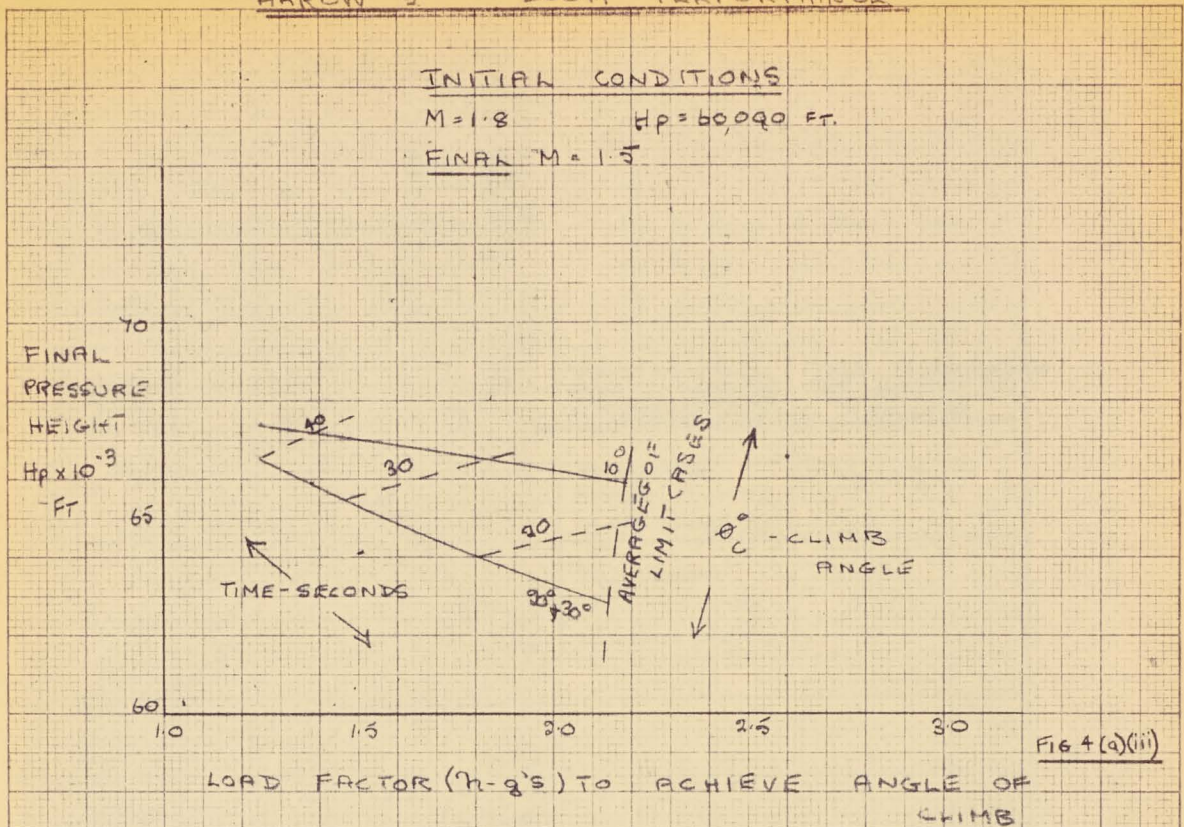 INITIAL CONDITIONS
M=1.8 Hp = 60,000 FT.
FINAL M = 1.5
70
FINAL
PRESSURE
HEIGHT
Hp x 10⁻³
FT
65
60
40
30
20
10°
20°
+30°
AVERAGE OF
LIMIT CASES
θc° - CLIMB
ANGLE
TIME-SECONDS
1.0 1.5 2.0 2.5 3.0
FIG 4(a)(iii)
LOAD FACTOR (n-g's) TO ACHIEVE ANGLE OF
CLIMB